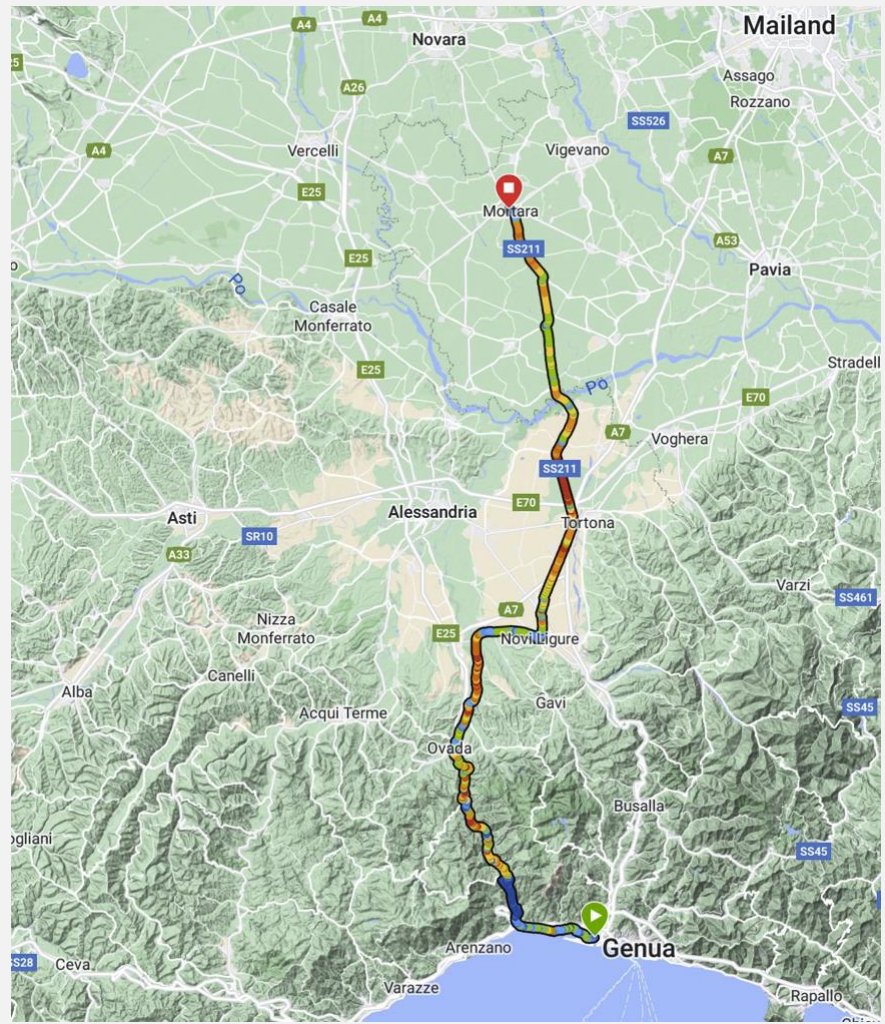 Mailand
A4
A4
Novara
25
Assago
A26
Rozzano
SS526
A4
Vercelli
Vigevano
A7
E25
Mortara
A53
SS211
E25
Pavia
o
Po
Casale
Monferrato
Stradell
E25
Po
E70
A7
Voghera
SS211
E70
Asti
Alessandria
Tortona
SR10
A33
Varzi
SS461
A7
Nizza
Monferrato
E25
Novi Ligure
Canelli
Alba
Gavi
SS45
Acqui Terme
Ovada
Busalla
ogliani
SS45
Arenzano
Genua
SS28
Ceva
Varazze
Rapallo